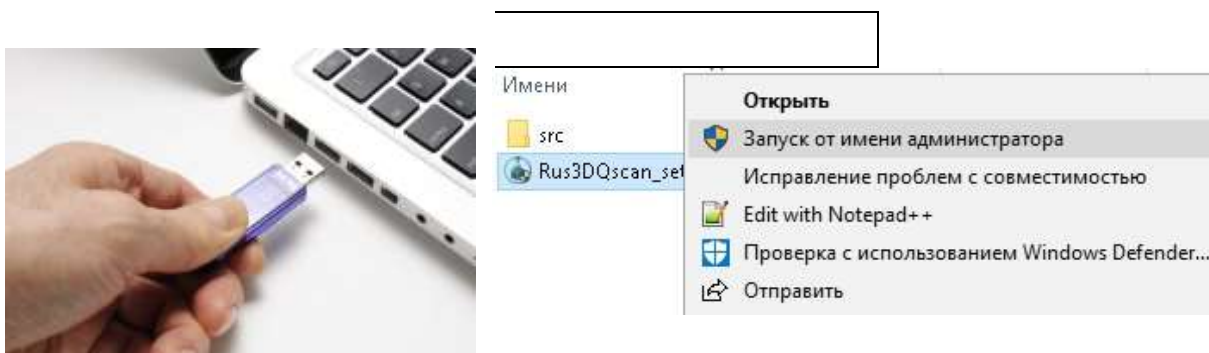 Имени
src
Rus3DQscan_set
Открыть
Запуск от имени администратора
Исправление проблем с совместимостью
Edit with Notepad++
Проверка с использованием Windows Defender...
Отправить